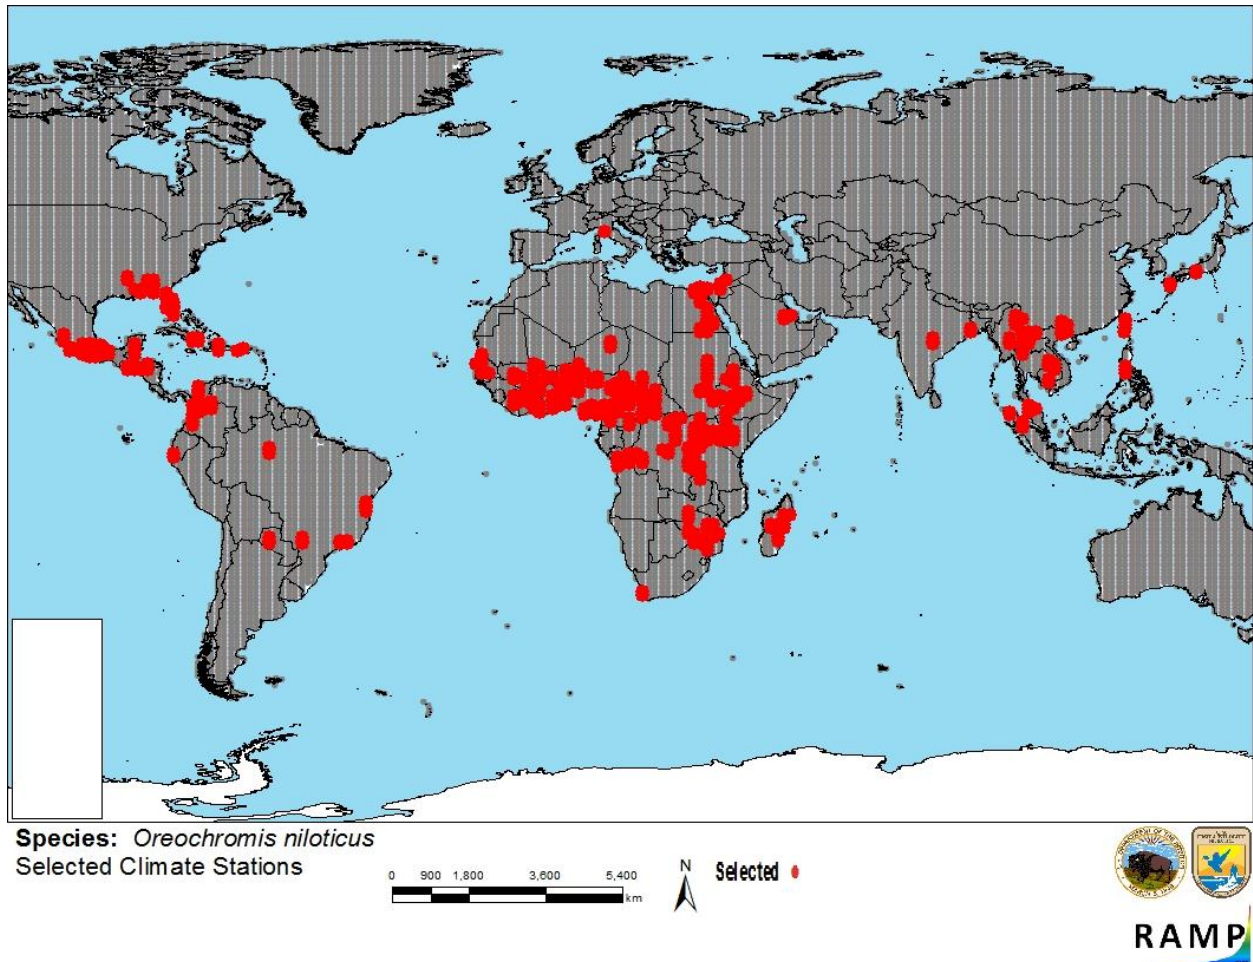 Species: Oreochromis niloticus
Selected Climate Stations
0 900 1,800 3,600 5,400
km
N
Selected
RAMP